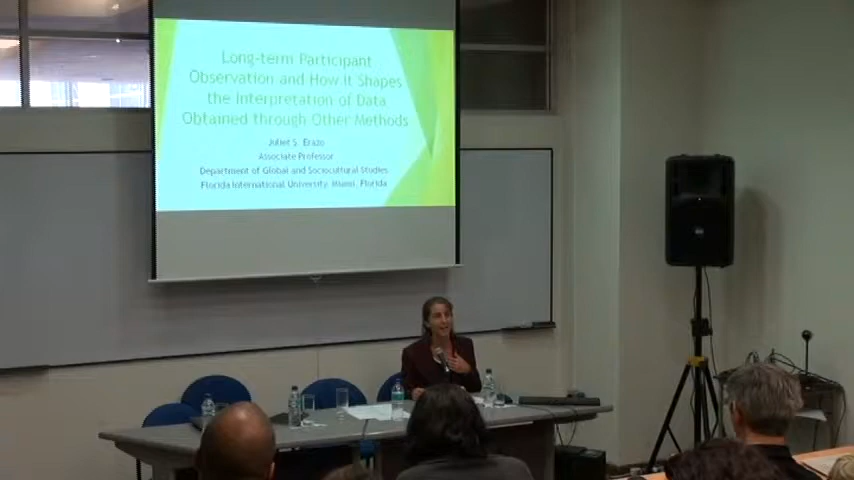 Long-term Participant
Observation and How It Shapes
the Interpretation of Data
Obtained through Other Methods
Juliet S. Erazo
Associate Professor
Department of Global and Sociocultural Studies
Florida International University, Miami, Florida